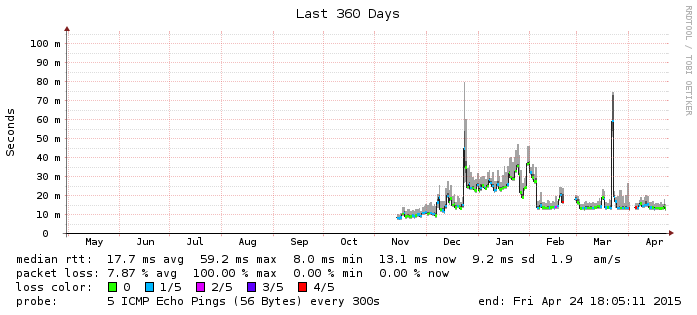 Last 360 Days
RRDTOOL / TOBI OETIKER
Seconds
100 m
90 m
80 m
70 m
60 m
50 m
40 m
30 m
20 m
10 m
0
May Jun Jul Aug Sep Oct Nov Dec Jan Feb Mar Apr
median rtt: 17.7 ms avg 59.2 ms max 8.0 ms min 13.1 ms now 9.2 ms sd 1.9 am/s
packet loss: 7.87 % avg 100.00 % max 0.00 % min 0.00 % now
loss color: 0 1/5 2/5 3/5 4/5
probe: 5 ICMP Echo Pings (56 Bytes) every 300s end: Fri Apr 24 18:05:11 2015